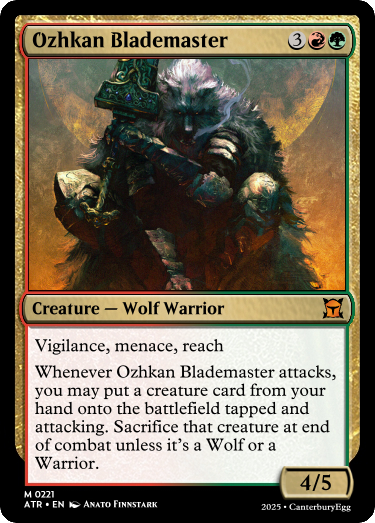 Ozhkan Blademaster 3
Creature — Wolf Warrior
Vigilance, menace, reach
Whenever Ozhkan Blademaster attacks,
you may put a creature card from your
hand onto the battlefield tapped and
attacking. Sacrifice that creature at end
of combat unless it's a Wolf or a
Warrior.
4/5
M 0221
ATR • EN Anato Finnstark
2025 • CanterburyEgg